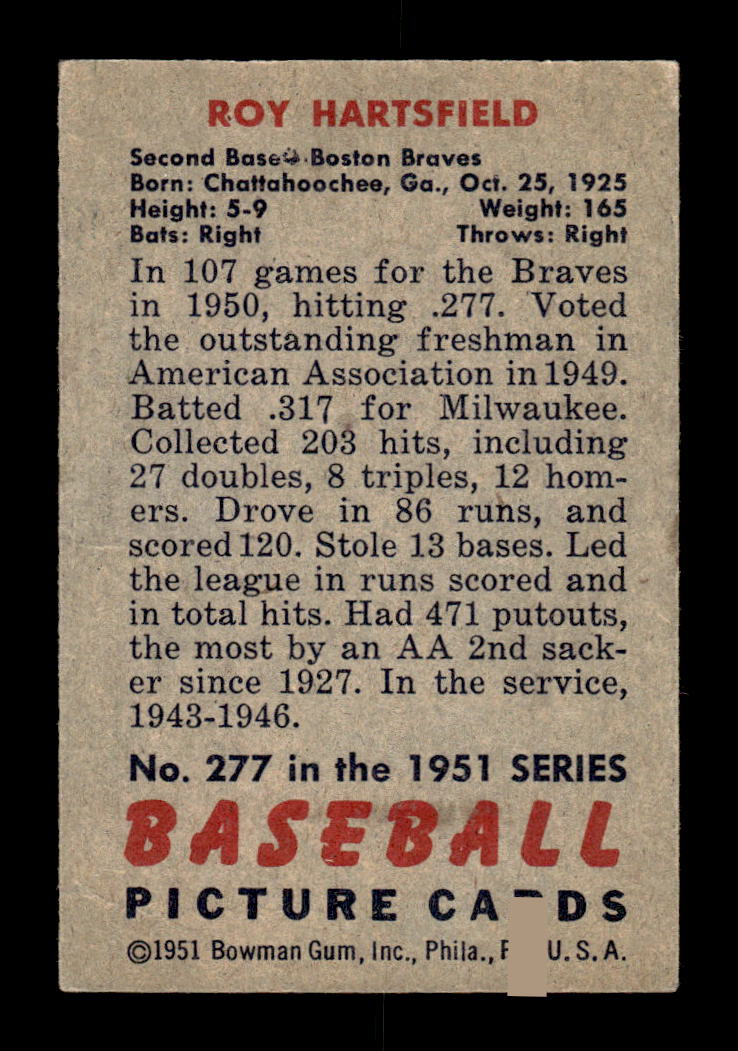 ROY HARTSFIELD
Second Base Boston Braves
Born: Chattahoochee, Ga., Oct. 25, 1925
Height: 5-9 Weight: 165
Bats: Right Throws: Right
In 107 games for the Braves
in 1950, hitting .277. Voted
the outstanding freshman in
American Association in 1949.
Batted .317 for Milwaukee.
Collected 203 hits, including
27 doubles, 8 triples, 12 hom-
ers. Drove in 86 runs, and
scored 120. Stole 13 bases. Led
the league in runs scored and
in total hits. Had 471 putouts,
the most by an AA 2nd sack-
er since 1927. In the service,
1943-1946.
No. 277 in the 1951 SERIES
BASEBALL
PICTURE
©1951 Bowman Gum, Inc., Phila., U.S.A.